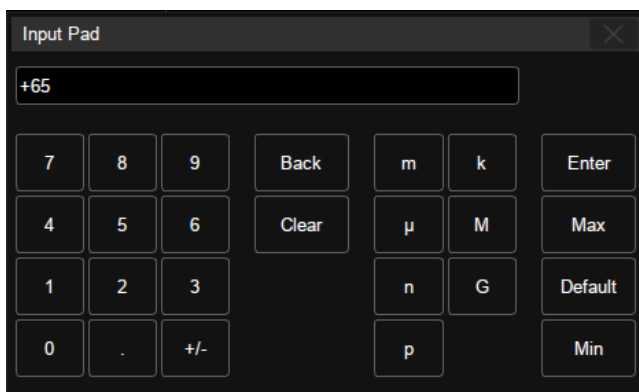 Input Pad
+65
7 8 9 Back m k Enter
4 5 6 Clear µ M Max
1 2 3 n G Default
0 . +/- p Min